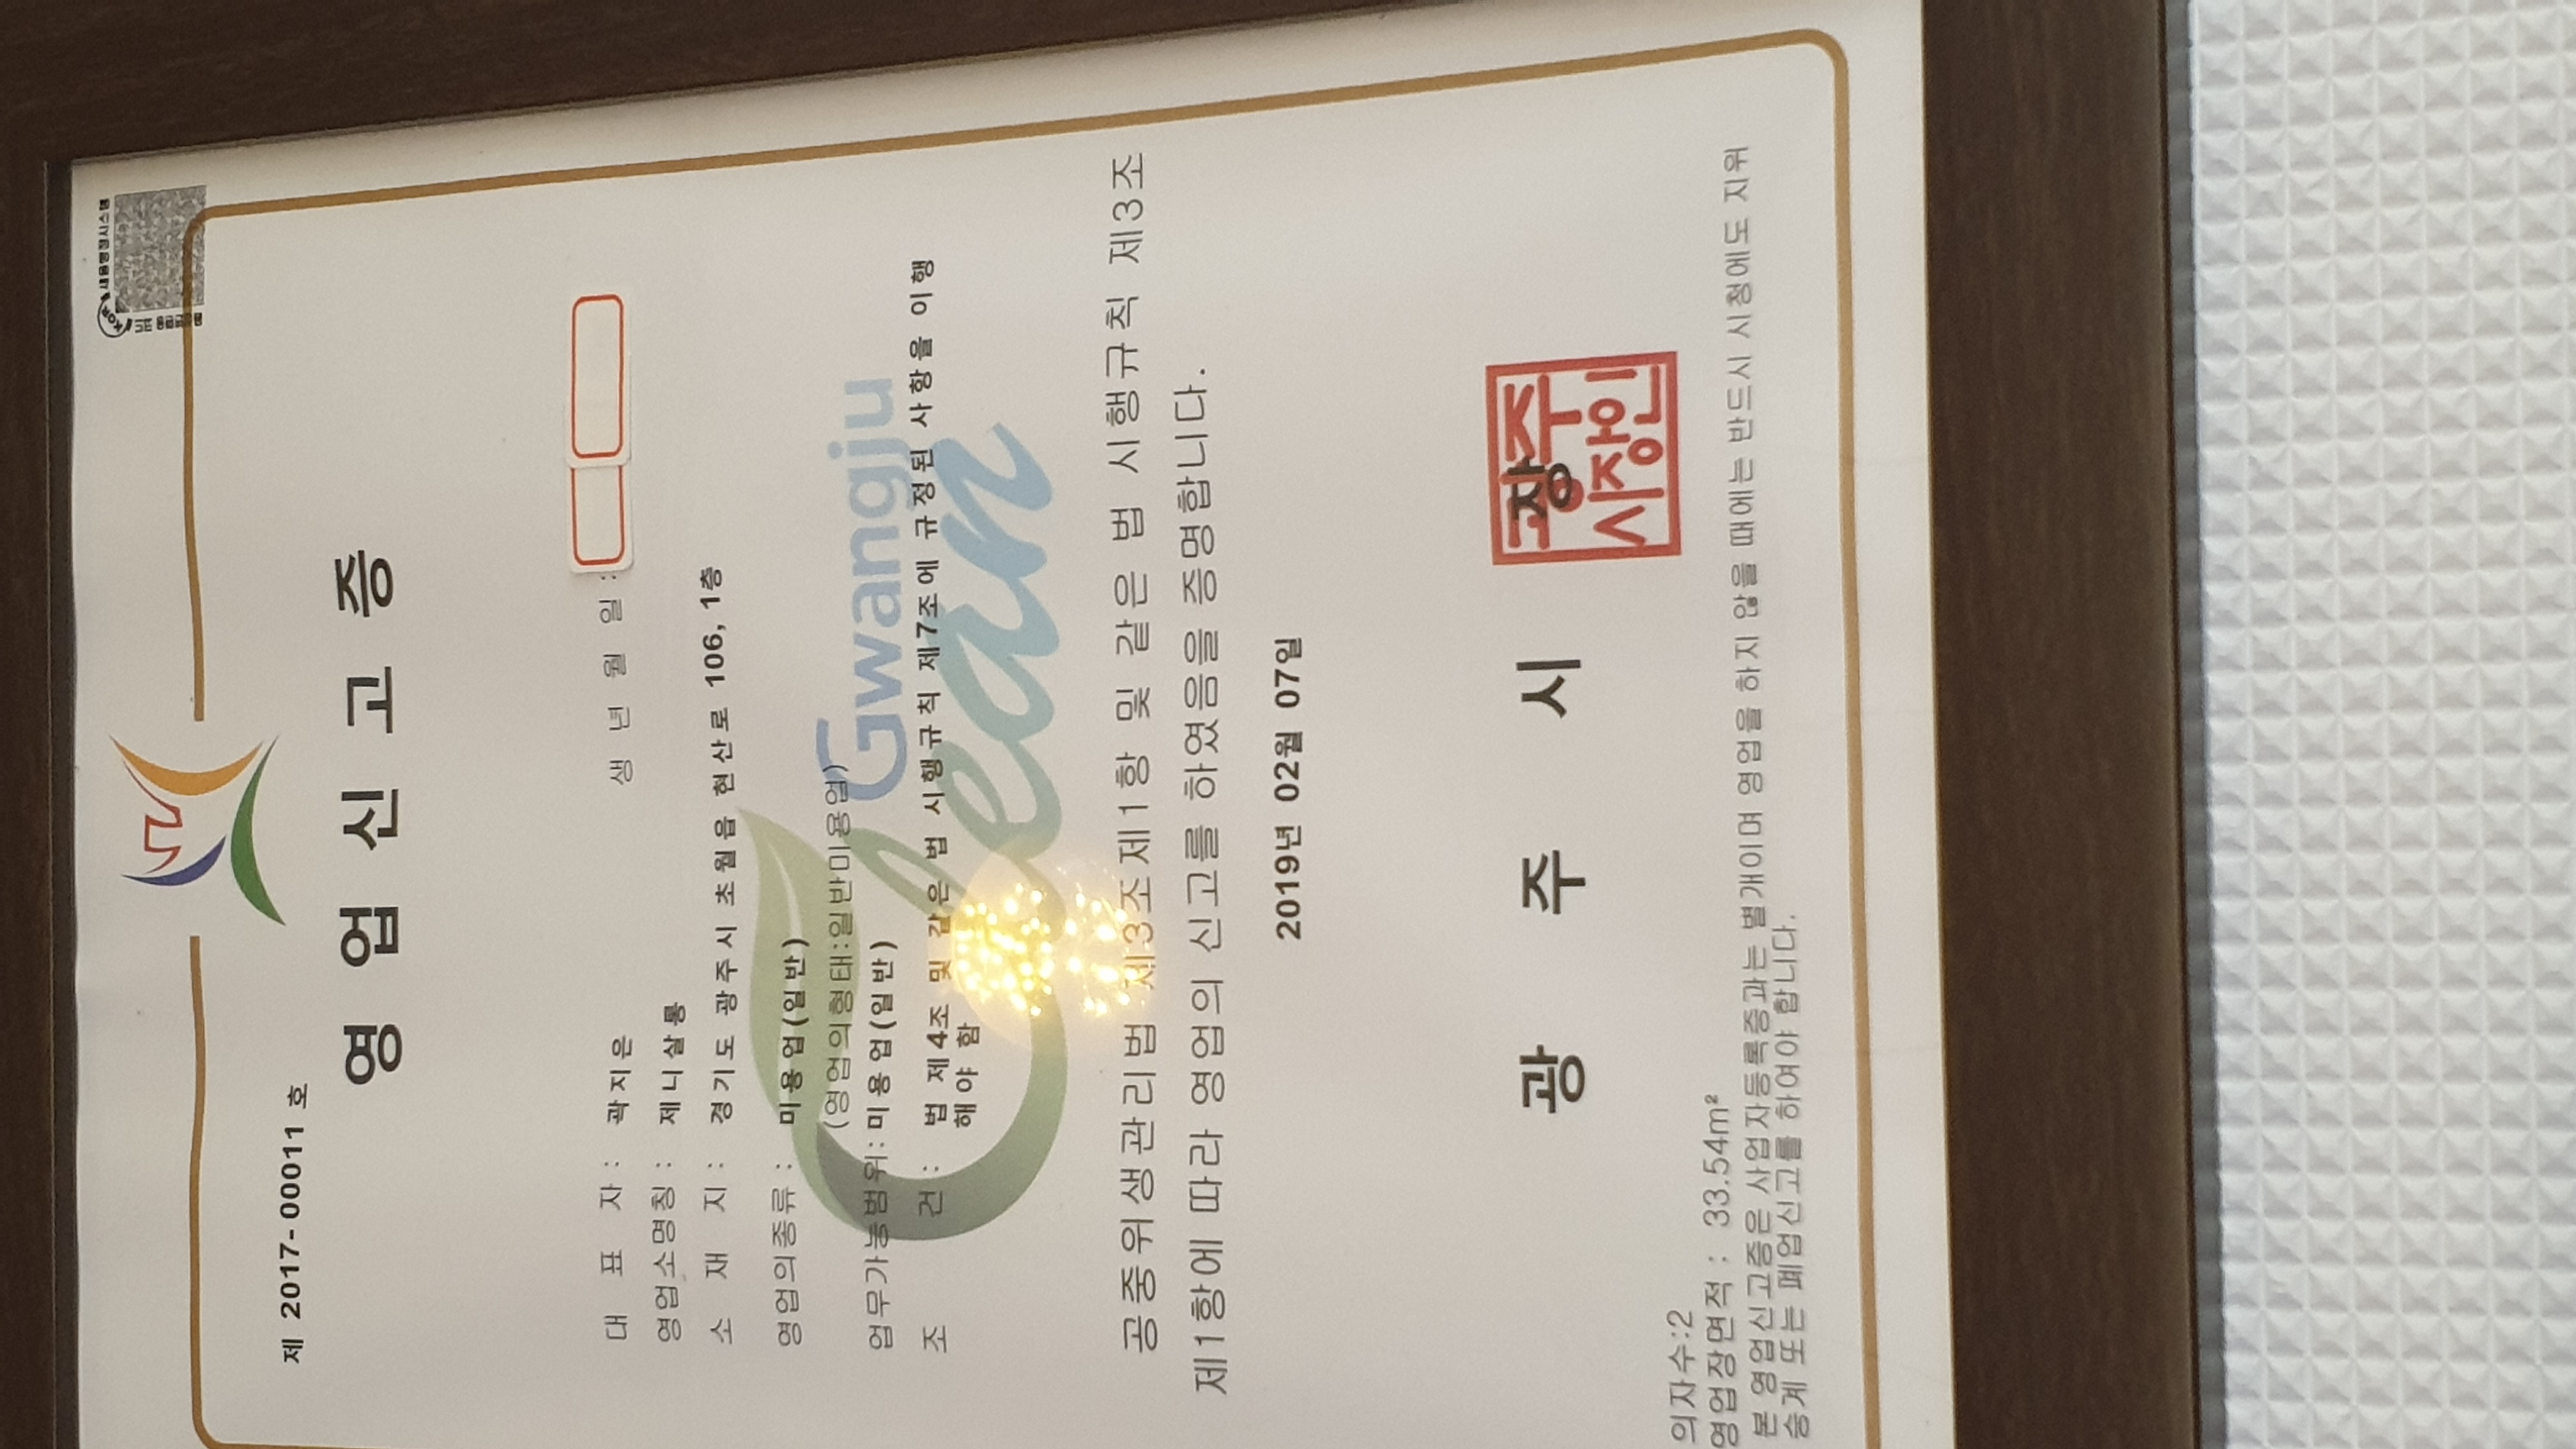 새올행정시스템
제 2017-00011 호
영 업 신 고 증
대 표 자 : 곽지은 생 년 월 일 :
영업소명칭 : 제니살롱
소 재 지 : 경기도 광주시 초월읍 현산로 106, 1층
영업의종류 : 미용업(일반)
(영업의형태:일반미용업)
업무가능범위: 미용업(일반)
조 건 : 법 제4조 및 같은 법 시행규칙 제7조에 규정된 사항을 이행
해야 함
Gwangju
Clean
공중위생관리법 제3조제1항 및 같은 법 시행규칙 제3조
제1항에 따라 영업의 신고를 하였음을 증명합니다.
2019년 02월 07일
광 주 시 장
광주
시장인
의자수:2
영업장면적 : 33.54m²
본 영업신고증은 사업자등록증과는 별개이며 영업을 하지 않을 때에는 반드시 시청에도 지위
승계 또는 폐업신고를 하여야 합니다.